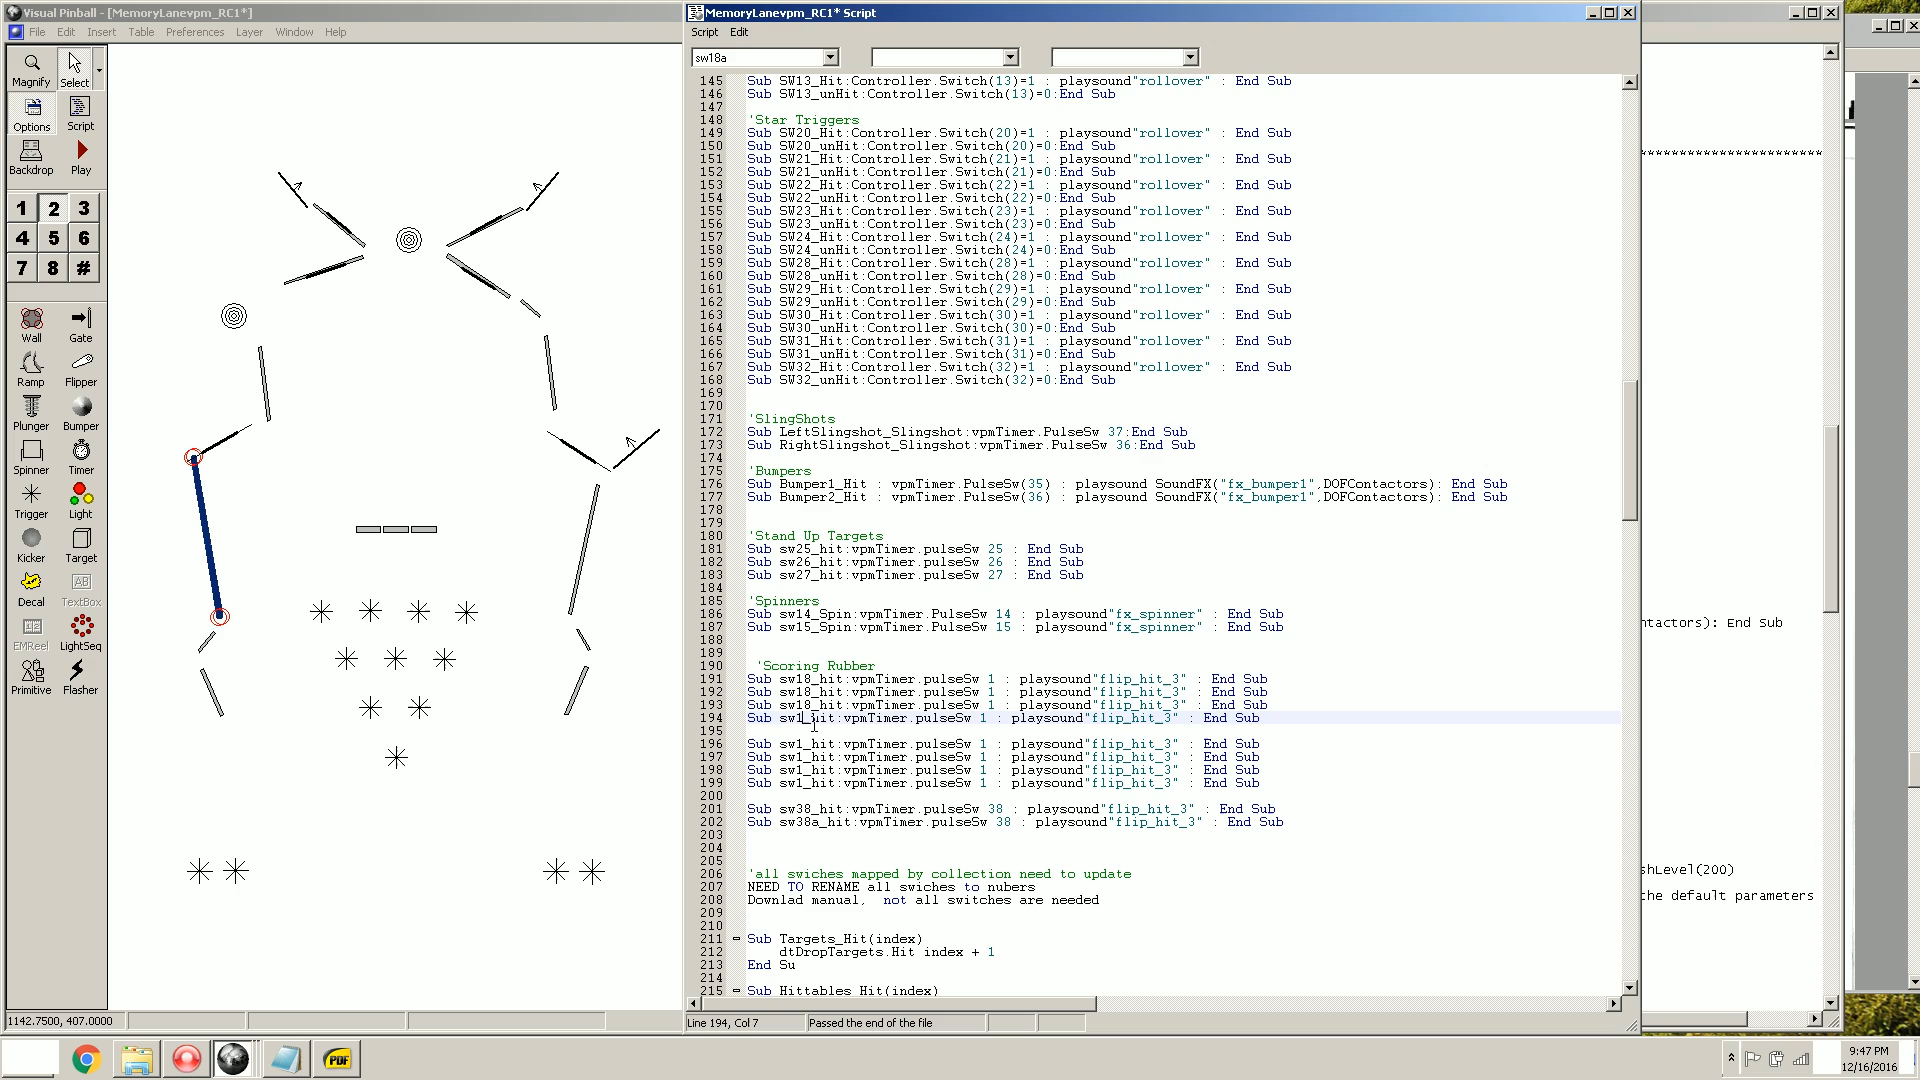 Visual Pinball - [MemoryLanevpm_RC1*]
File Edit Insert Table Preferences Layer Window Help
Magnify Select
Options Script
Backdrop Play
1 2 3
4 5 6
7 8 #
Wall Gate
Ramp Flipper
Plunger Bumper
Spinner Timer
Trigger Light
Kicker Target
Decal TextBox
EMReel LightSeq
Primitive Flasher
1142.7500, 407.0000
MemoryLanevpm_RC1* Script
Script Edit
sw18a
145 Sub SW13_Hit:Controller.Switch(13)=1 : playsound"rollover" : End Sub
146 Sub SW13_unHit:Controller.Switch(13)=0:End Sub
147
148 'Star Triggers
149 Sub SW20_Hit:Controller.Switch(20)=1 : playsound"rollover" : End Sub
150 Sub SW20_unHit:Controller.Switch(20)=0:End Sub
151 Sub SW21_Hit:Controller.Switch(21)=1 : playsound"rollover" : End Sub
152 Sub SW21_unHit:Controller.Switch(21)=0:End Sub
153 Sub SW22_Hit:Controller.Switch(22)=1 : playsound"rollover" : End Sub
154 Sub SW22_unHit:Controller.Switch(22)=0:End Sub
155 Sub SW23_Hit:Controller.Switch(23)=1 : playsound"rollover" : End Sub
156 Sub SW23_unHit:Controller.Switch(23)=0:End Sub
157 Sub SW24_Hit:Controller.Switch(24)=1 : playsound"rollover" : End Sub
158 Sub SW24_unHit:Controller.Switch(24)=0:End Sub
159 Sub SW28_Hit:Controller.Switch(28)=1 : playsound"rollover" : End Sub
160 Sub SW28_unHit:Controller.Switch(28)=0:End Sub
161 Sub SW29_Hit:Controller.Switch(29)=1 : playsound"rollover" : End Sub
162 Sub SW29_unHit:Controller.Switch(29)=0:End Sub
163 Sub SW30_Hit:Controller.Switch(30)=1 : playsound"rollover" : End Sub
164 Sub SW30_unHit:Controller.Switch(30)=0:End Sub
165 Sub SW31_Hit:Controller.Switch(31)=1 : playsound"rollover" : End Sub
166 Sub SW31_unHit:Controller.Switch(31)=0:End Sub
167 Sub SW32_Hit:Controller.Switch(32)=1 : playsound"rollover" : End Sub
168 Sub SW32_unHit:Controller.Switch(32)=0:End Sub
169
170
171 'SlingShots
172 Sub LeftSlingshot_Slingshot:vpmTimer.PulseSw 37:End Sub
173 Sub RightSlingshot_Slingshot:vpmTimer.PulseSw 36:End Sub
174
175 'Bumpers
176 Sub Bumper1_Hit : vpmTimer.PulseSw(35) : playsound SoundFX("fx_bumper1",DOFContactors): End Sub
177 Sub Bumper2_Hit : vpmTimer.PulseSw(36) : playsound SoundFX("fx_bumper1",DOFContactors): End Sub
178
179
180 'Stand Up Targets
181 Sub sw25_hit:vpmTimer.pulseSw 25 : End Sub
182 Sub sw26_hit:vpmTimer.pulseSw 26 : End Sub
183 Sub sw27_hit:vpmTimer.pulseSw 27 : End Sub
184
185 'Spinners
186 Sub sw14_Spin:vpmTimer.PulseSw 14 : playsound"fx_spinner" : End Sub
187 Sub sw15_Spin:vpmTimer.PulseSw 15 : playsound"fx_spinner" : End Sub
188
189
190 'Scoring Rubber
191 Sub sw18_hit:vpmTimer.pulseSw 1 : playsound"flip_hit_3" : End Sub
192 Sub sw18_hit:vpmTimer.pulseSw 1 : playsound"flip_hit_3" : End Sub
193 Sub sw18_hit:vpmTimer.pulseSw 1 : playsound"flip_hit_3" : End Sub
194 Sub sw1_hit:vpmTimer.pulseSw 1 : playsound"flip_hit_3" : End Sub
195
196 Sub sw1_hit:vpmTimer.pulseSw 1 : playsound"flip_hit_3" : End Sub
197 Sub sw1_hit:vpmTimer.pulseSw 1 : playsound"flip_hit_3" : End Sub
198 Sub sw1_hit:vpmTimer.pulseSw 1 : playsound"flip_hit_3" : End Sub
199 Sub sw1_hit:vpmTimer.pulseSw 1 : playsound"flip_hit_3" : End Sub
200
201 Sub sw38_hit:vpmTimer.pulseSw 38 : playsound"flip_hit_3" : End Sub
202 Sub sw38a_hit:vpmTimer.pulseSw 38 : playsound"flip_hit_3" : End Sub
203
204
205
206 'all swiches mapped by collection need to update
207 NEED TO RENAME all swiches to nubers
208 Downlad manual, not all switches are needed
209
210
211 Sub Targets_Hit(index)
212 dtDropTargets.Hit index + 1
213 End Su
214
215 Sub Hittables_Hit(index)
Line 194, Col 7 Passed the end of the file
***********************
ntactors): End Sub
shLevel(200)
the default parameters
PDF
9:47 PM
12/16/2016